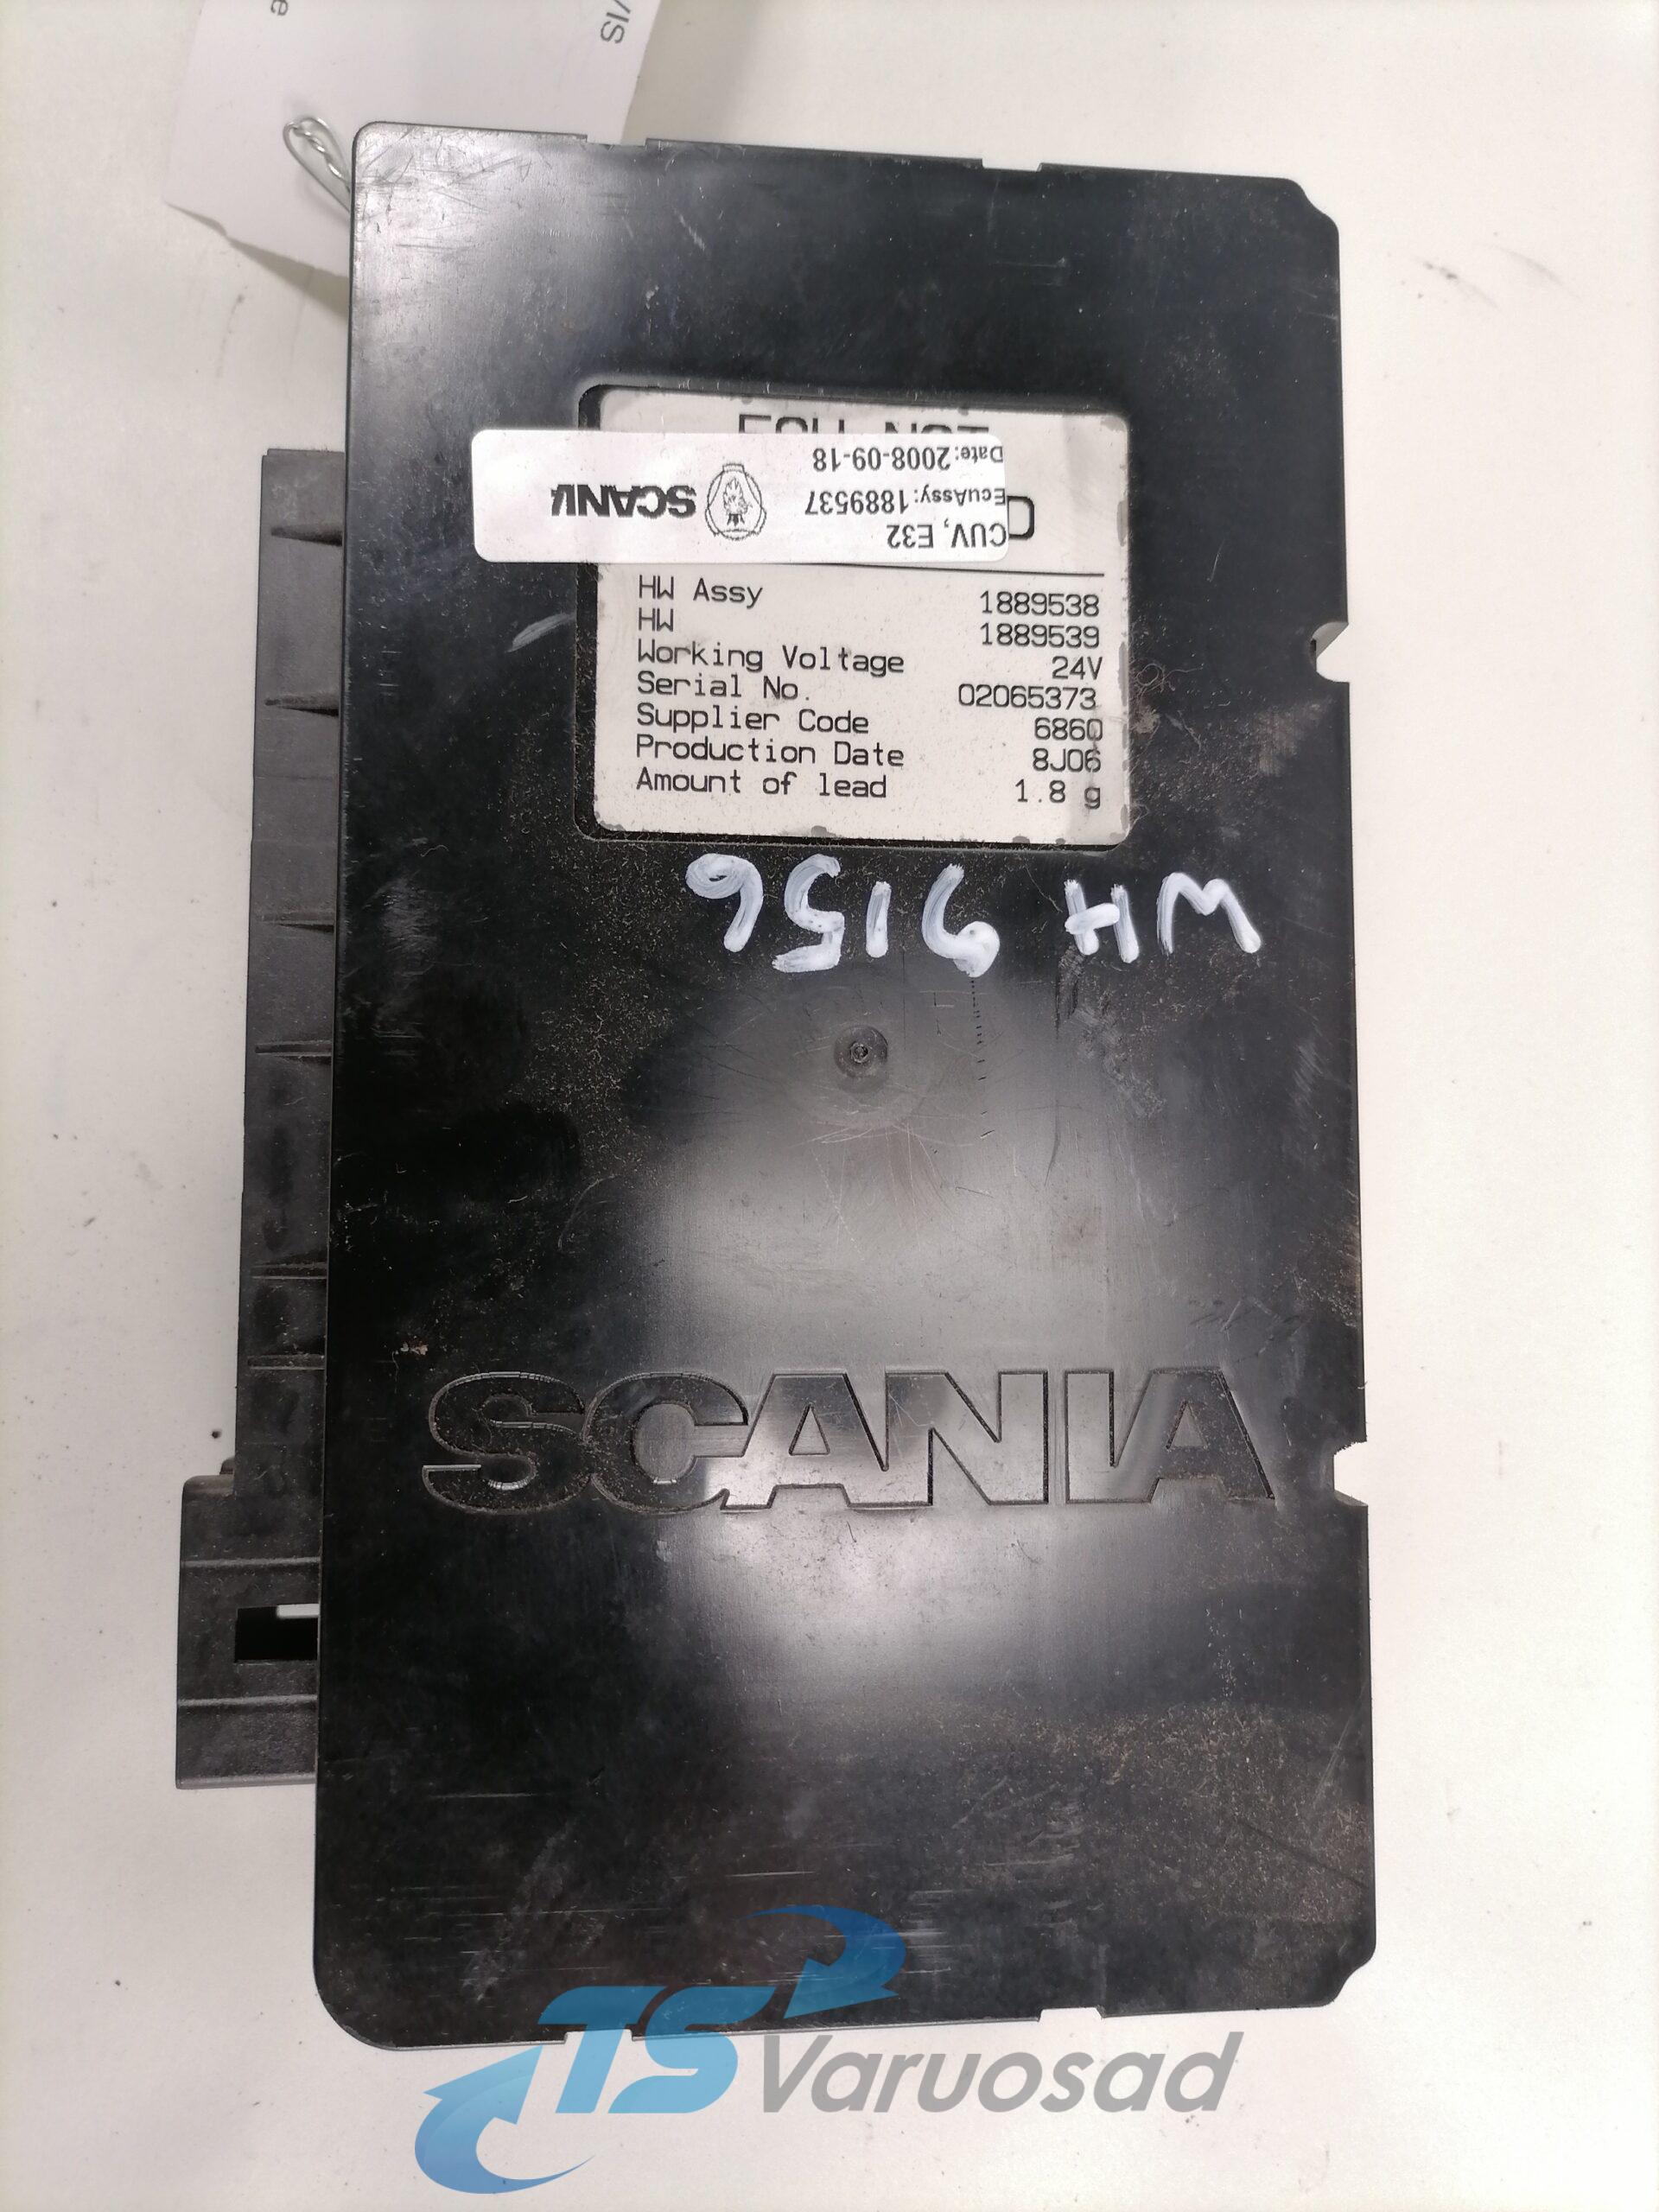 VIS
e
Date:2008-09-18
EcuAssy:1889537
CUV, E32
SCANIA
HW Assy 1889538
HW 1889539
Working Voltage 24V
Serial No. 02065373
Supplier Code 6860
Production Date 8J06
Amount of lead 1.8 g
WH 9156
SCANIA
TS Varuosad